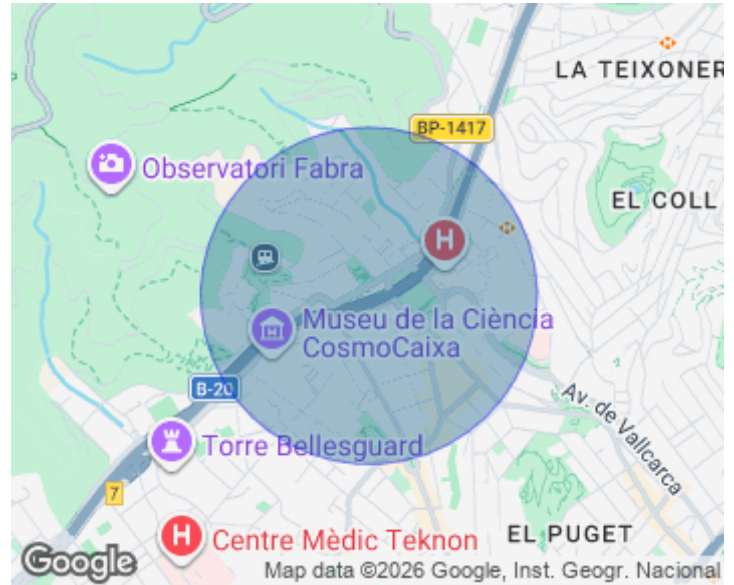 LA TEIXONER
BP-1417
Observatori Fabra
EL COLL
H
Museu de la Ciència
CosmoCaixa
B-20
Av. de Vallcarca
Torre Bellesguard
7
H
Centre Mèdic Teknon
EL PUGET
Google
Map data ©2026 Google, Inst. Geogr. Nacional